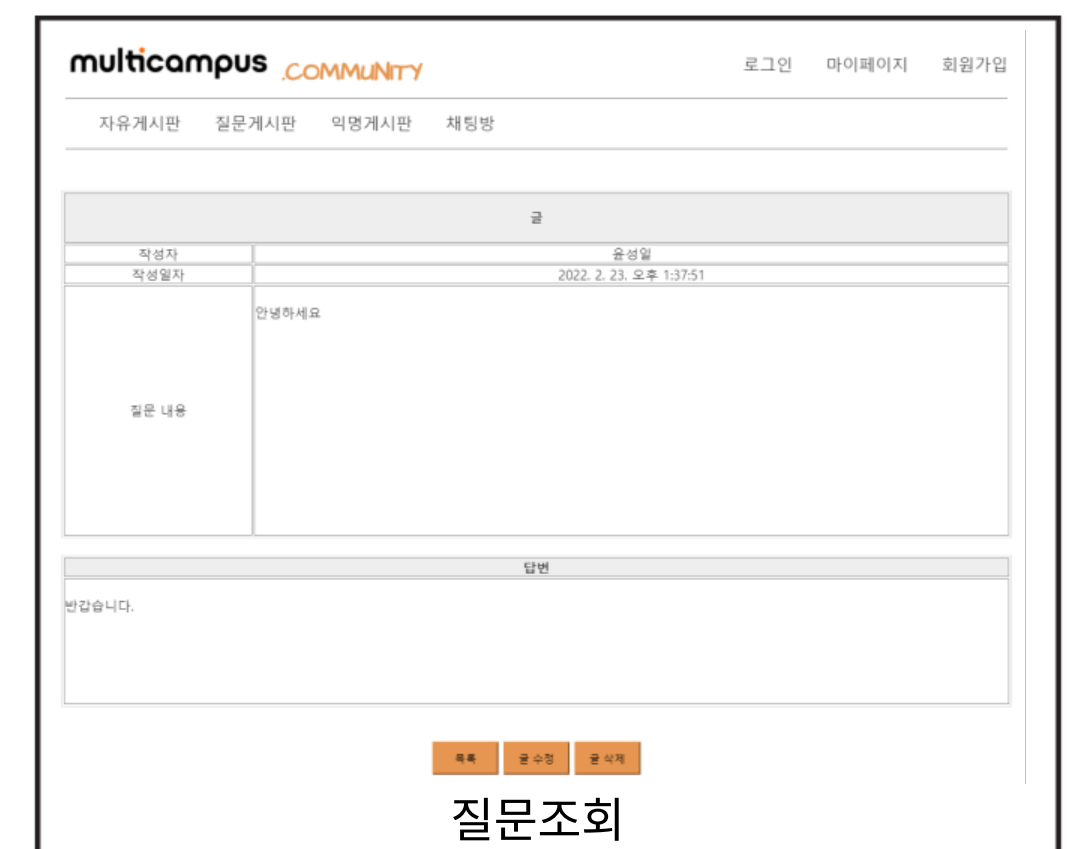 multicampus .COMMUNITY
로그인 마이페이지 회원가입
자유게시판 질문게시판 익명게시판 채팅방
글
작성자 윤성일
작성일자 2022. 2. 23. 오후 1:37:51
질문 내용 안녕하세요
답변
반갑습니다.
목록 글 수정 글 삭제
질문조회